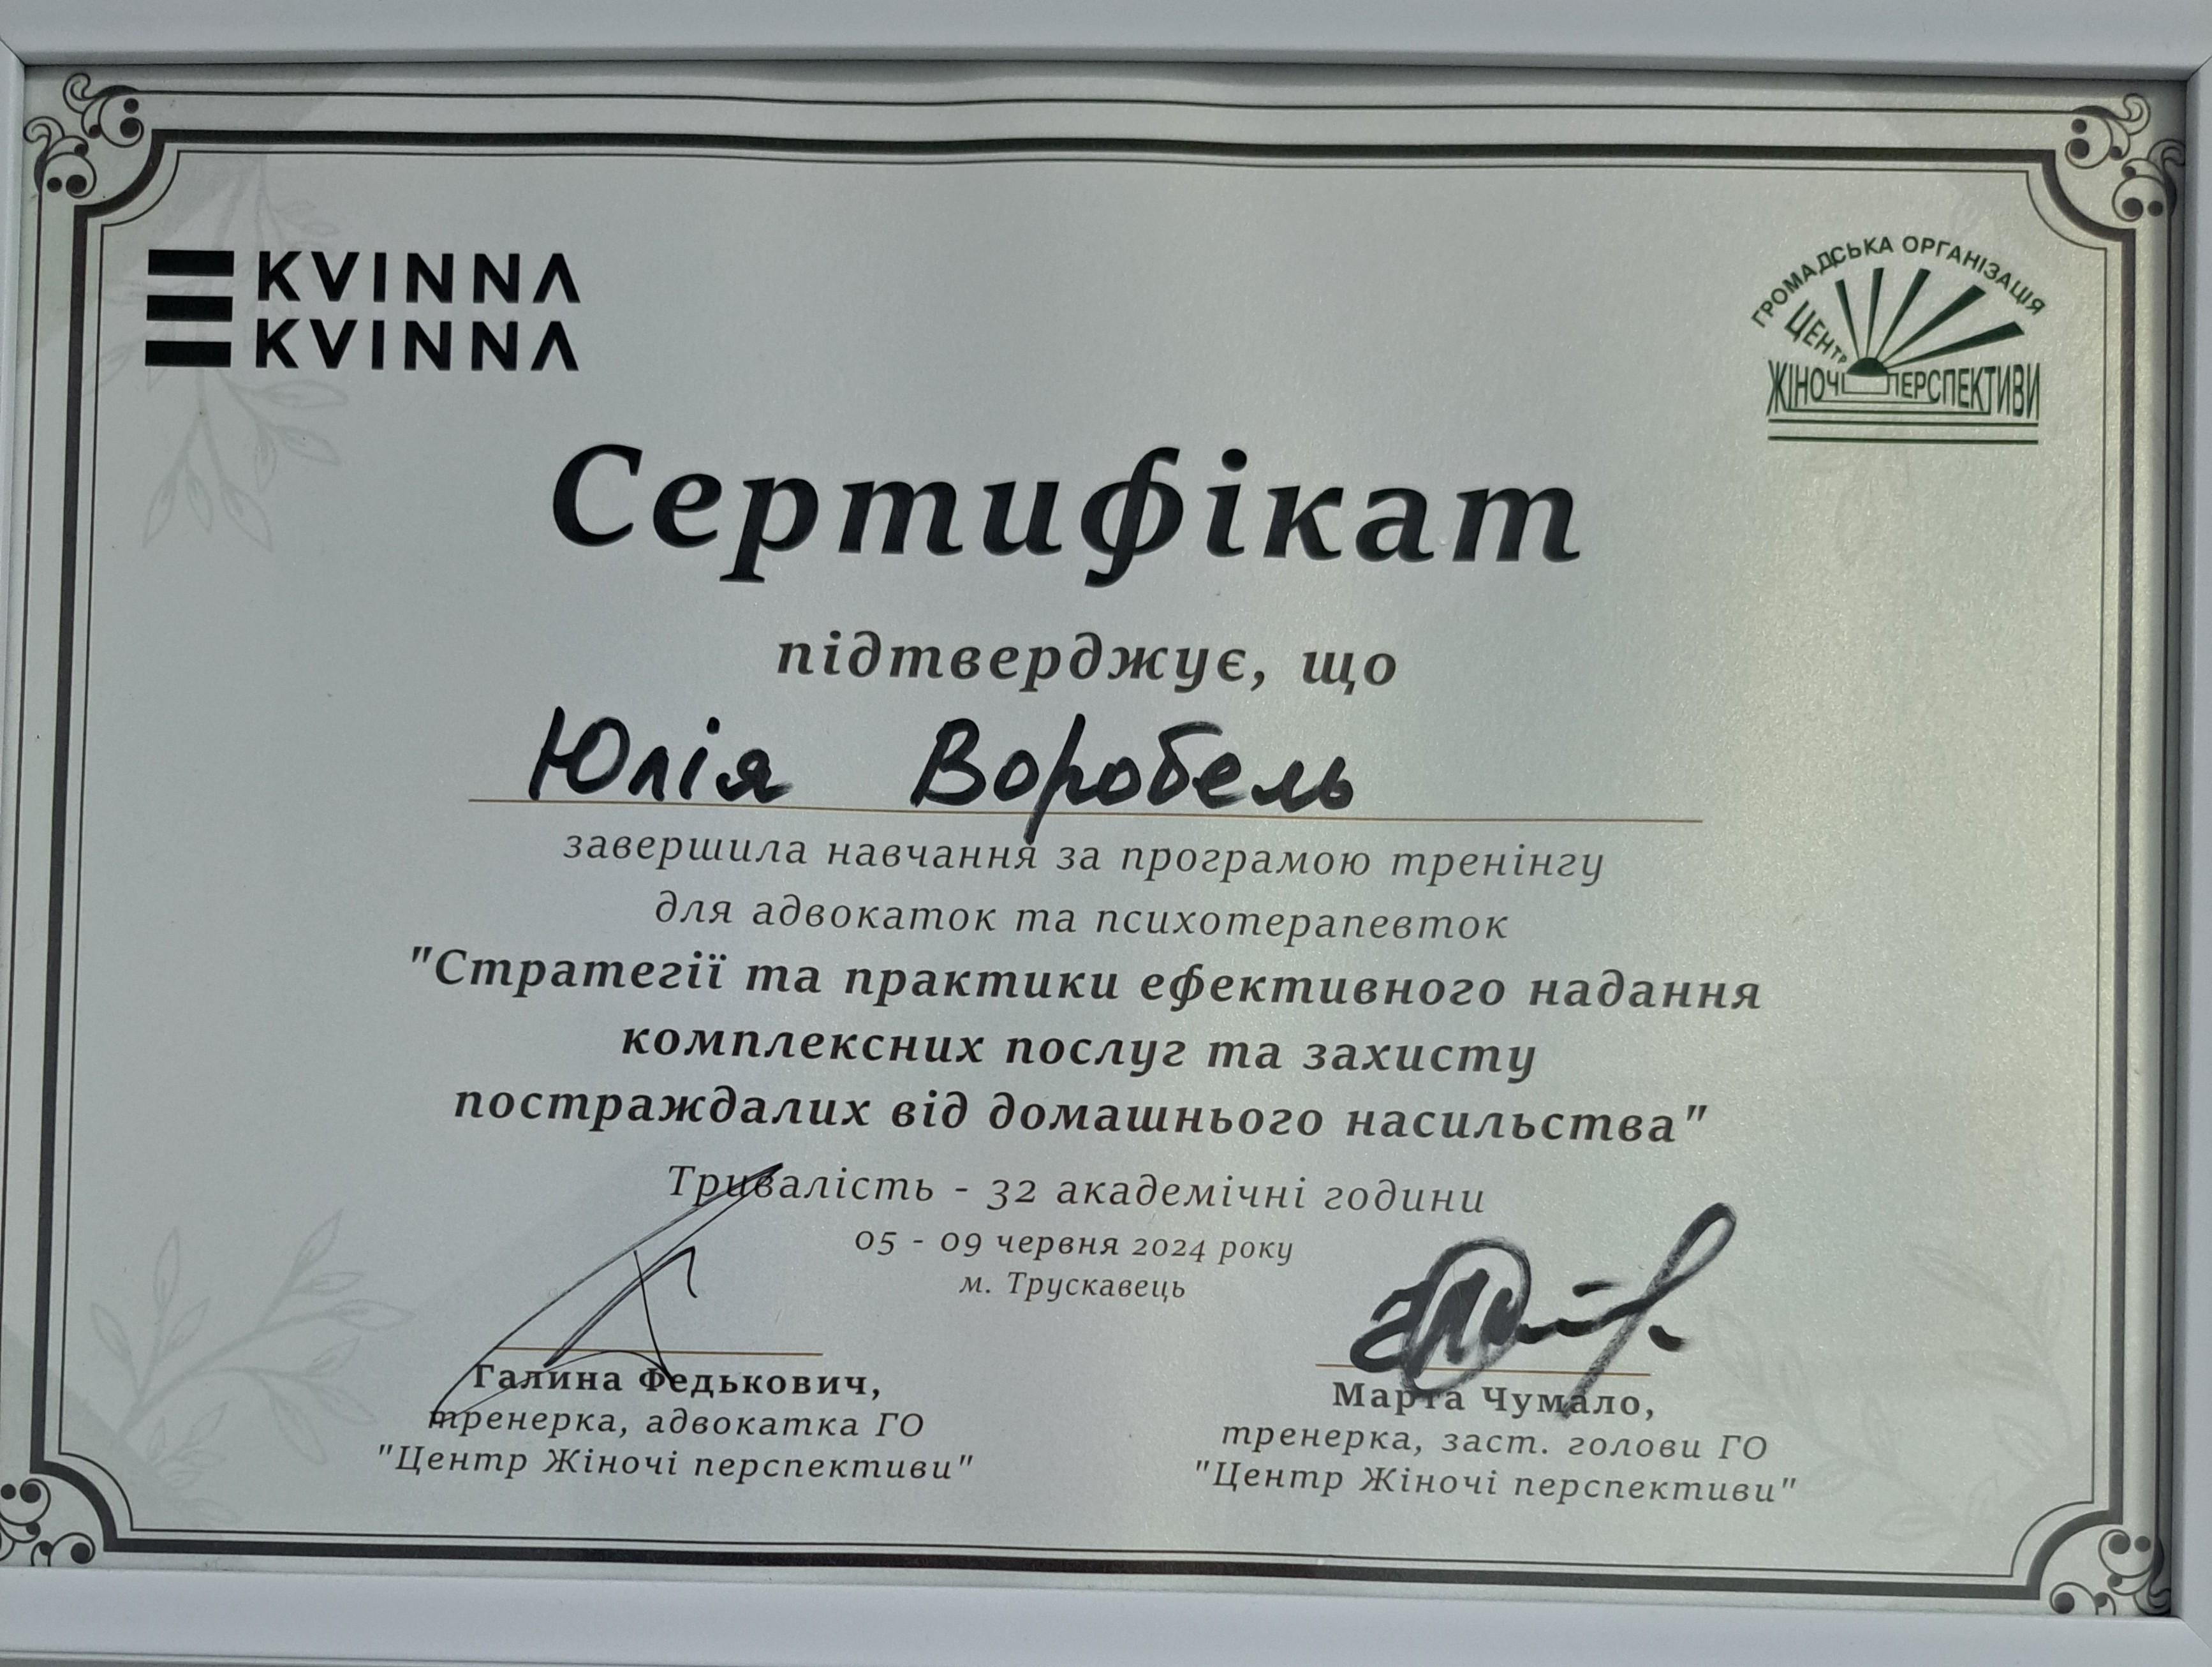 KVINNA
KVINNA
ГРОМАДСЬКА ОРГАНІЗАЦІЯ
ЦЕНТР
ЖІНОЧІ ПЕРСПЕКТИВИ
Сертифікат
підтверджує, що
Юлія Воробель
завершила навчання за програмою тренінгу
для адвокаток та психотерапевток
"Стратегії та практики ефективного надання
комплексних послуг та захисту
постраждалих від домашнього насильства"
Тривалість - 32 академічні години
05 - 09 червня 2024 року
м. Трускавець
Галина Федькович,
тренерка, адвокатка ГО
"Центр Жіночі перспективи"
Марта Чумало,
тренерка, заст. голови ГО
"Центр Жіночі перспективи"